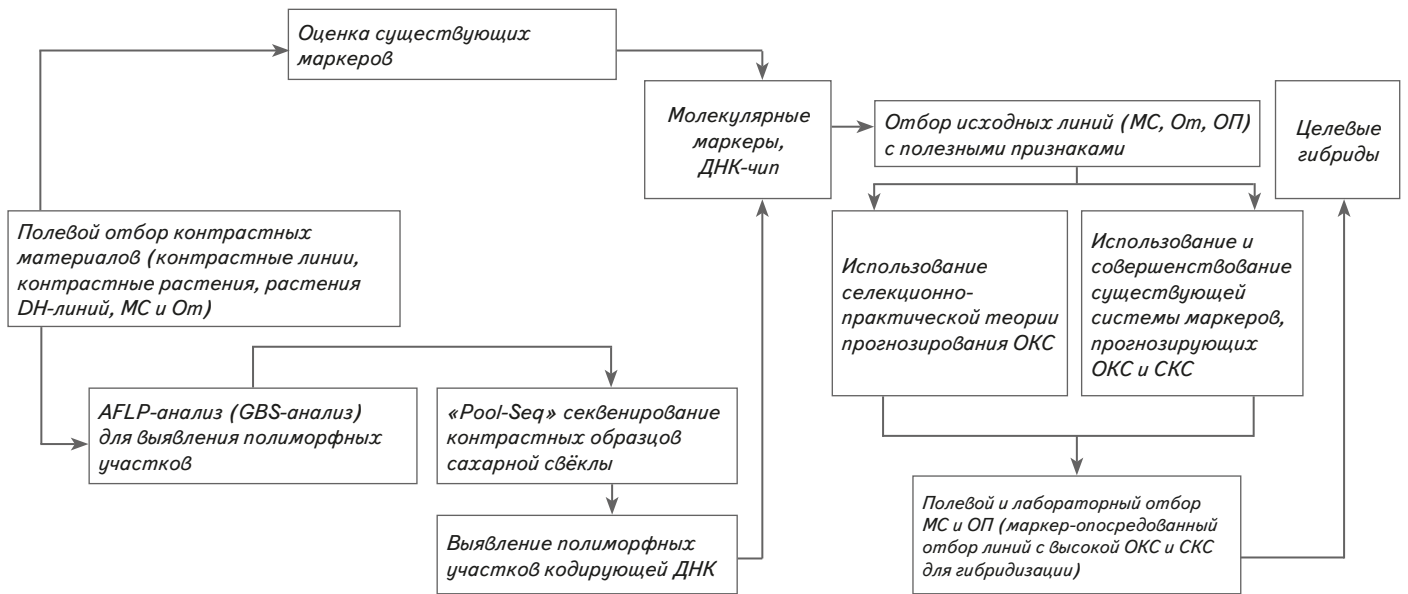 Оценка существующих
маркеров
Молекулярные
маркеры,
ДНК-чип
Отбор исходных линий (МС, От, ОП)
с полезными признаками
Целевые
гибриды
Полевой отбор контрастных
материалов (контрастные линии,
контрастные растения, растения
DH-линий, МС и От)
Использование
селекционно-
практической теории
прогнозирования ОКС
Использование и
совершенствование
существующей
системы маркеров,
прогнозирующих
ОКС и СКС
AFLP-анализ (GBS-анализ)
для выявления полиморфных
участков
«Pool-Seq» секвенирование
контрастных образцов
сахарной свёклы
Выявление полиморфных
участков кодирующей ДНК
Полевой и лабораторный отбор
МС и ОП (маркер-опосредованный
отбор линий с высокой ОКС и СКС
для гибридизации)